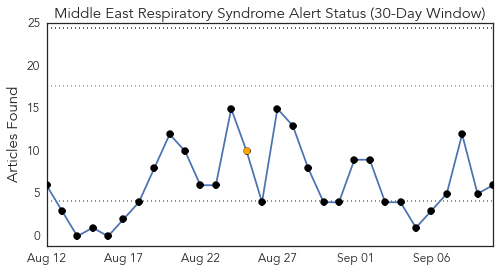 Middle East Respiratory Syndrome Alert Status (30-Day Window)
Articles Found
25
20
15
10
5
0
Aug 12 Aug 17 Aug 22 Aug 27 Sep 01 Sep 06